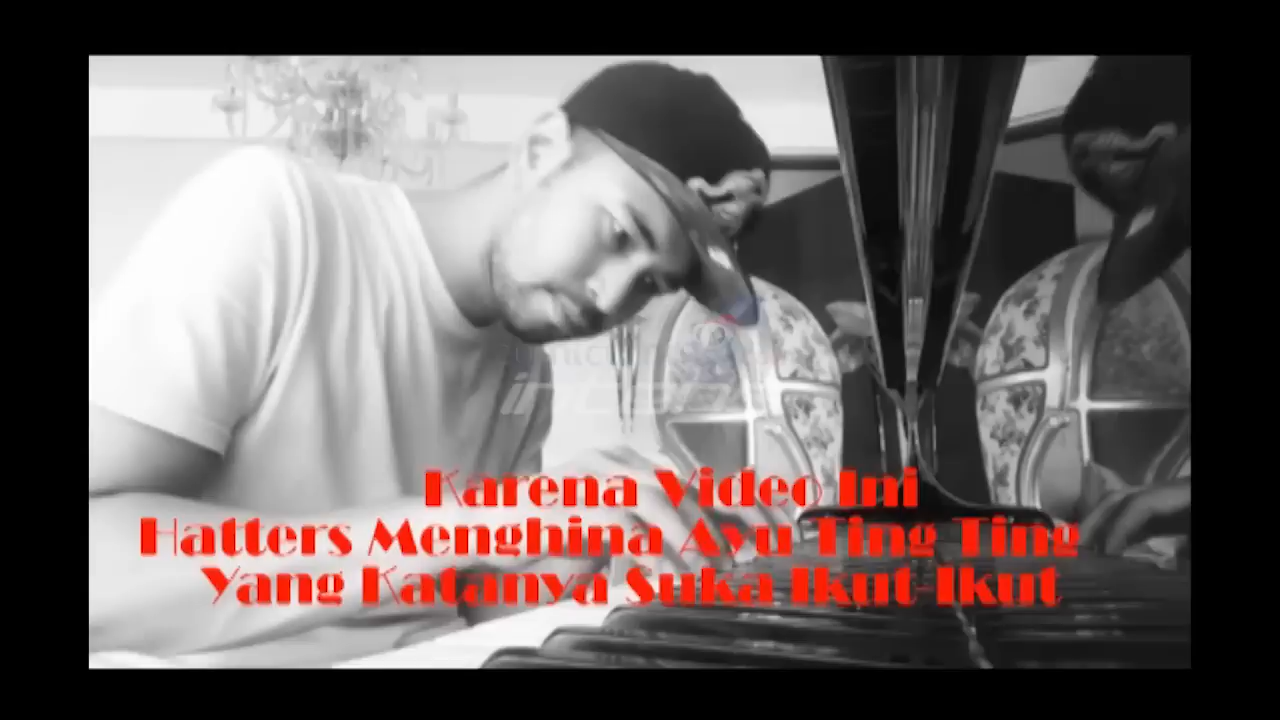 Karena Video Ini
Hatters Menghina Ayu Ting Ting
Yang Katanya Suka Ikut-Ikut